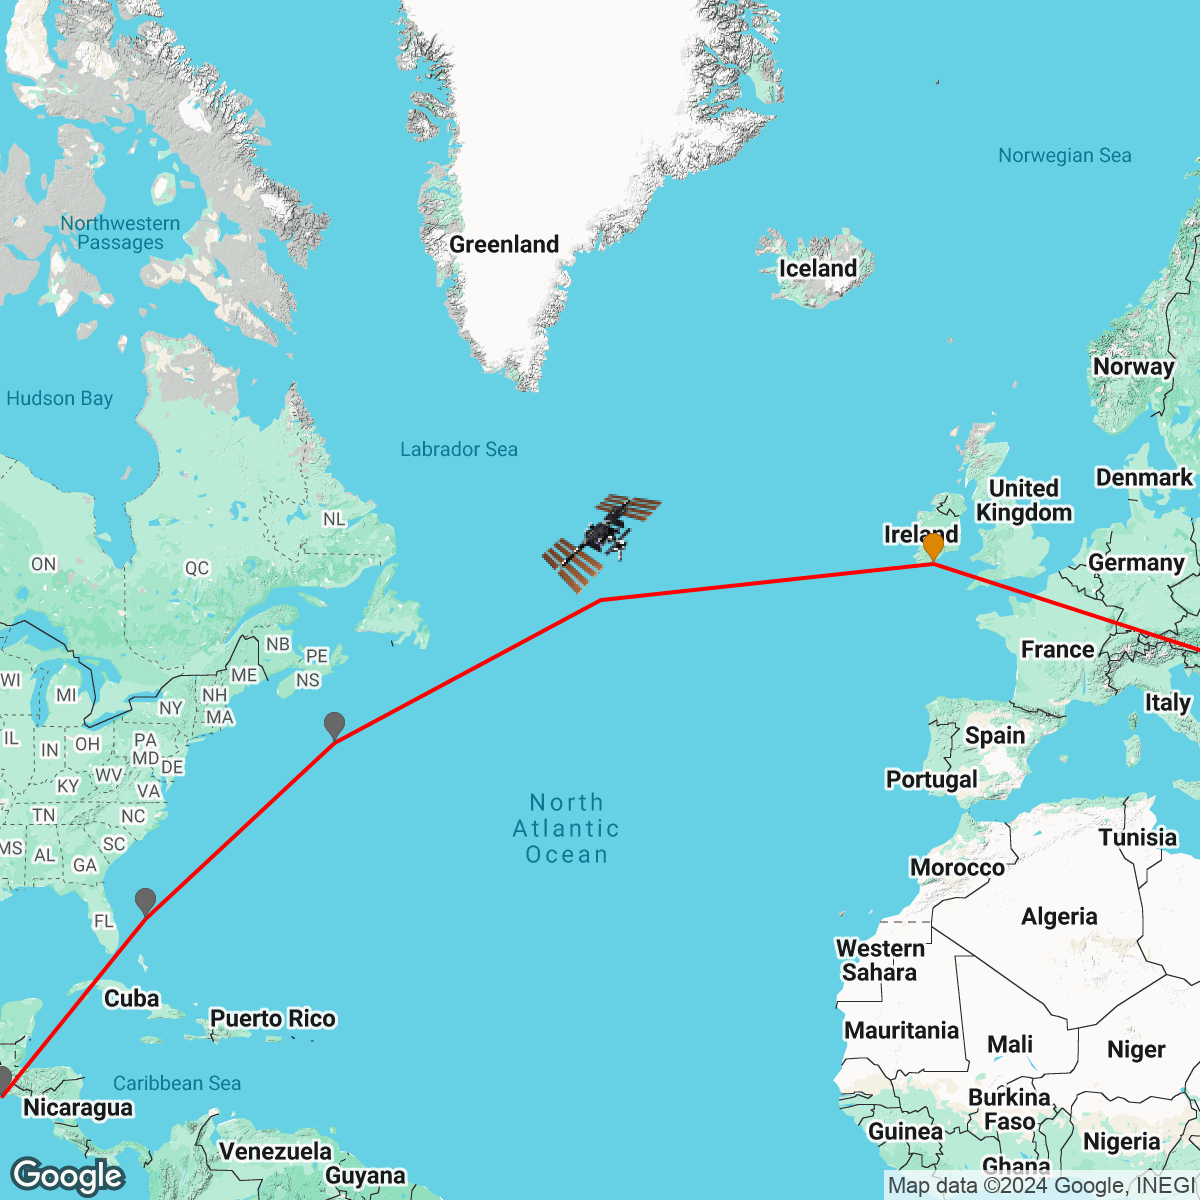 Norwegian Sea
Northwestern
Passages
Greenland
Iceland
Norway
Hudson Bay
Labrador Sea
Denmark
United
Kingdom
NL
Ireland
ON
QC
Germany
NB
PE
France
ME
NS
WI
MI
NH
NY
MA
Italy
IL
IN
OH
PA
MD
DE
Spain
WV
KY
VA
Portugal
North
Atlantic
Ocean
TN
NC
Tunisia
MS
AL
SC
GA
Morocco
FL
Algeria
Western
Sahara
Cuba
Puerto Rico
Mauritania
Mali
Niger
Caribbean Sea
Nicaragua
Burkina
Faso
Guinea
Nigeria
Venezuela
Guyana
Ghana
Google
Map data ©2024 Google, INEGI